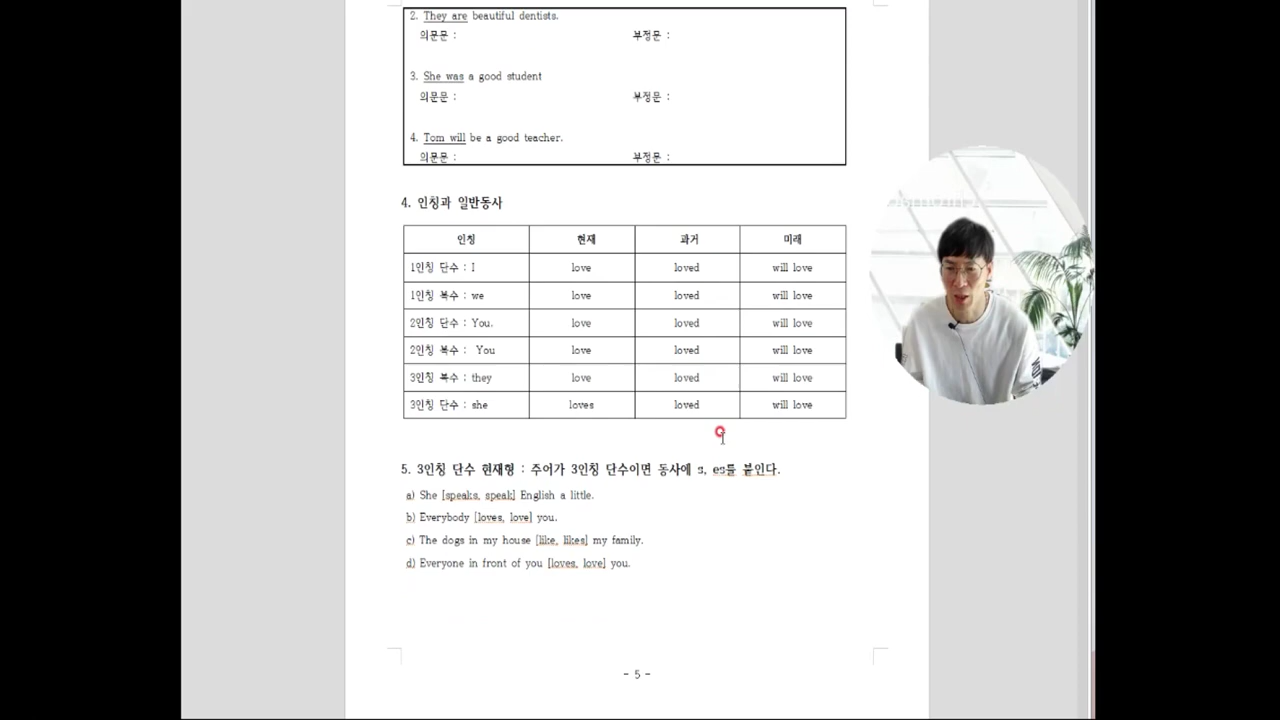 2. They are beautiful dentists.
의문문 : 부정문 :
3. She was a good student
의문문 : 부정문 :
4. Tom will be a good teacher.
의문문 : 부정문 :
4. 인칭과 일반동사
인칭 현재 과거 미래
1인칭 단수 : I love loved will love
1인칭 복수 : we love loved will love
2인칭 단수 : You. love loved will love
2인칭 복수 : You love loved will love
3인칭 복수 : they love loved will love
3인칭 단수 : she loves loved will love
5. 3인칭 단수 현재형 : 주어가 3인칭 단수이면 동사에 s, es를 붙인다.
a) She [speaks, speak] English a little.
b) Everybody [loves, love] you.
c) The dogs in my house [like, likes] my family.
d) Everyone in front of you [loves, love] you.
- 5 -